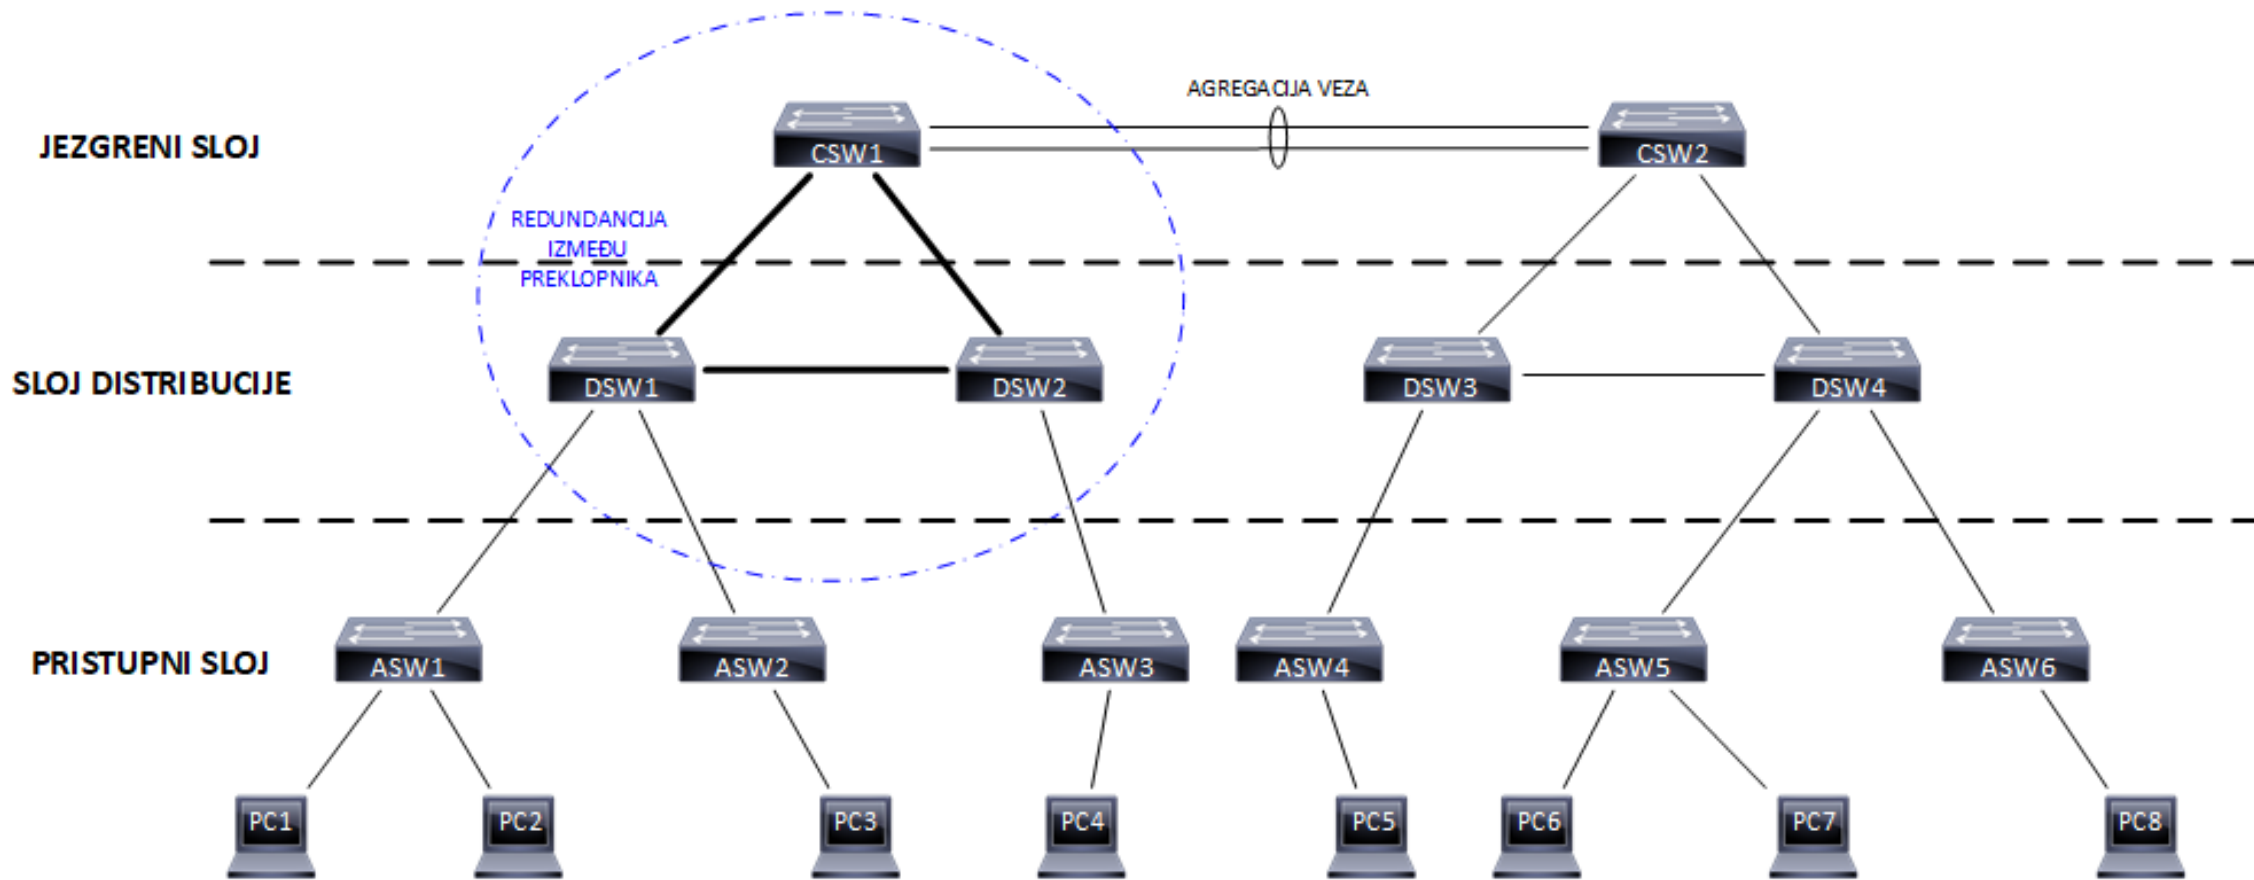 AGREGACIJA VEZA
JEZGRENI SLOJ
CSW1
CSW2
REDUNDANCIJA
IZMEĐU
PREKLOPNIKA
SLOJ DISTRIBUCIJE
DSW1
DSW2
DSW3
DSW4
PRISTUPNI SLOJ
ASW1
ASW2
ASW3
ASW4
ASW5
ASW6
PC1
PC2
PC3
PC4
PC5
PC6
PC7
PC8